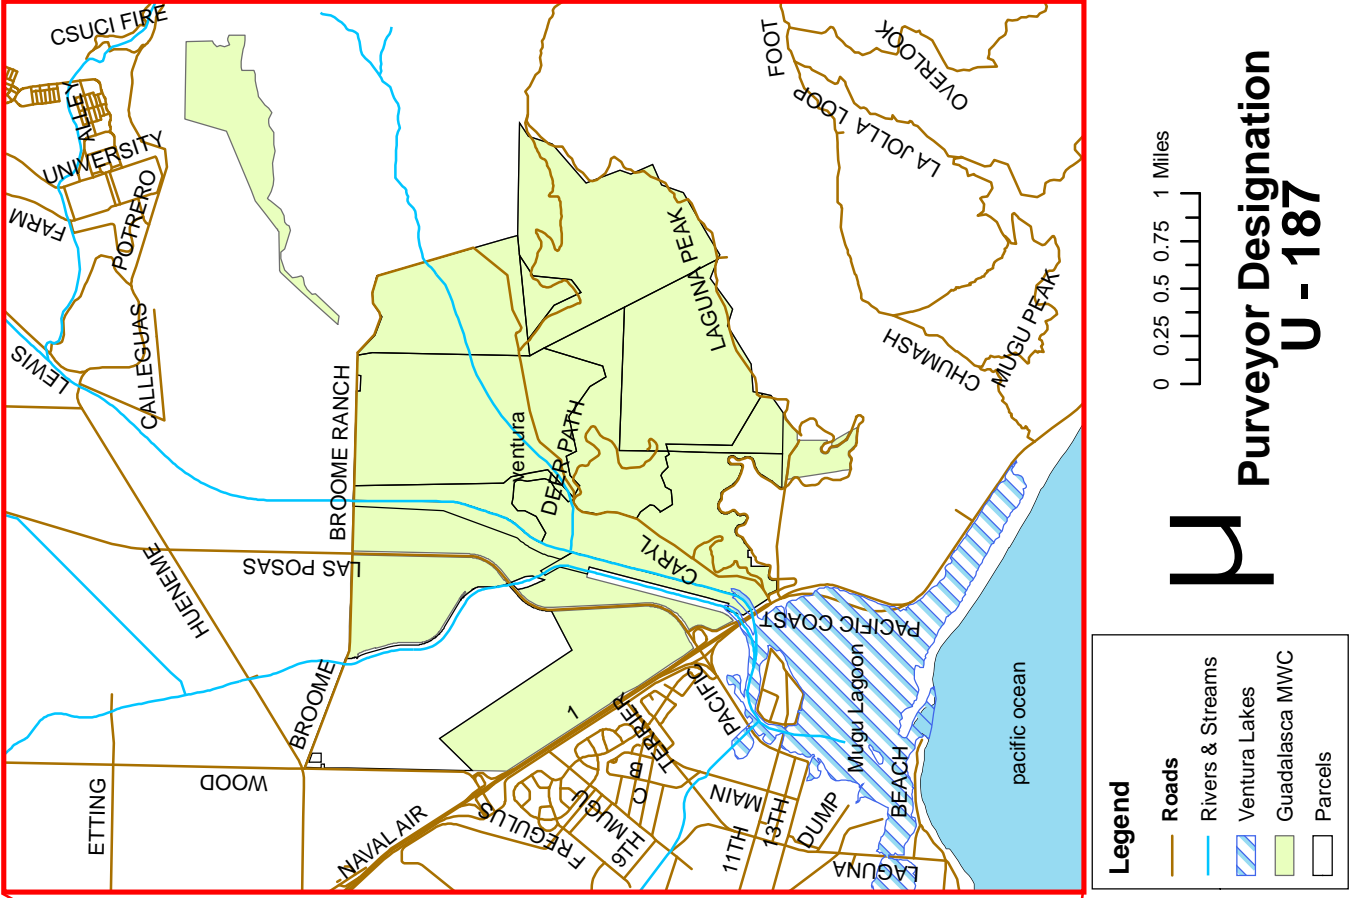 CSUCI FIRE
ALLEY
UNIVERSITY
FARM
POTRERO
CALLEGUAS
LEWIS
FOOT
OVERLOOK
LA JOLLA LOOP
LAGUNA PEAK
CHUMASH
MUGU PEAK
BROOME RANCH
ventura
DEER PATH
HUENEME
LAS POSAS
CARYL
BROOME
WOOD
ETTING
1
TERRIER
PACIFIC
PACIFIC COAST
NAVAL AIR
F REGULUS
H MUGU
9TH
C
B
MAIN
11TH
13TH
DUMP
Mugu Lagoon
BEACH
LAGUNA
pacific ocean
0 0.25 0.5 0.75 1 Miles
µ
Purveyor Designation
U - 187
Legend
Roads
Rivers & Streams
Ventura Lakes
Guadalasca MWC
Parcels